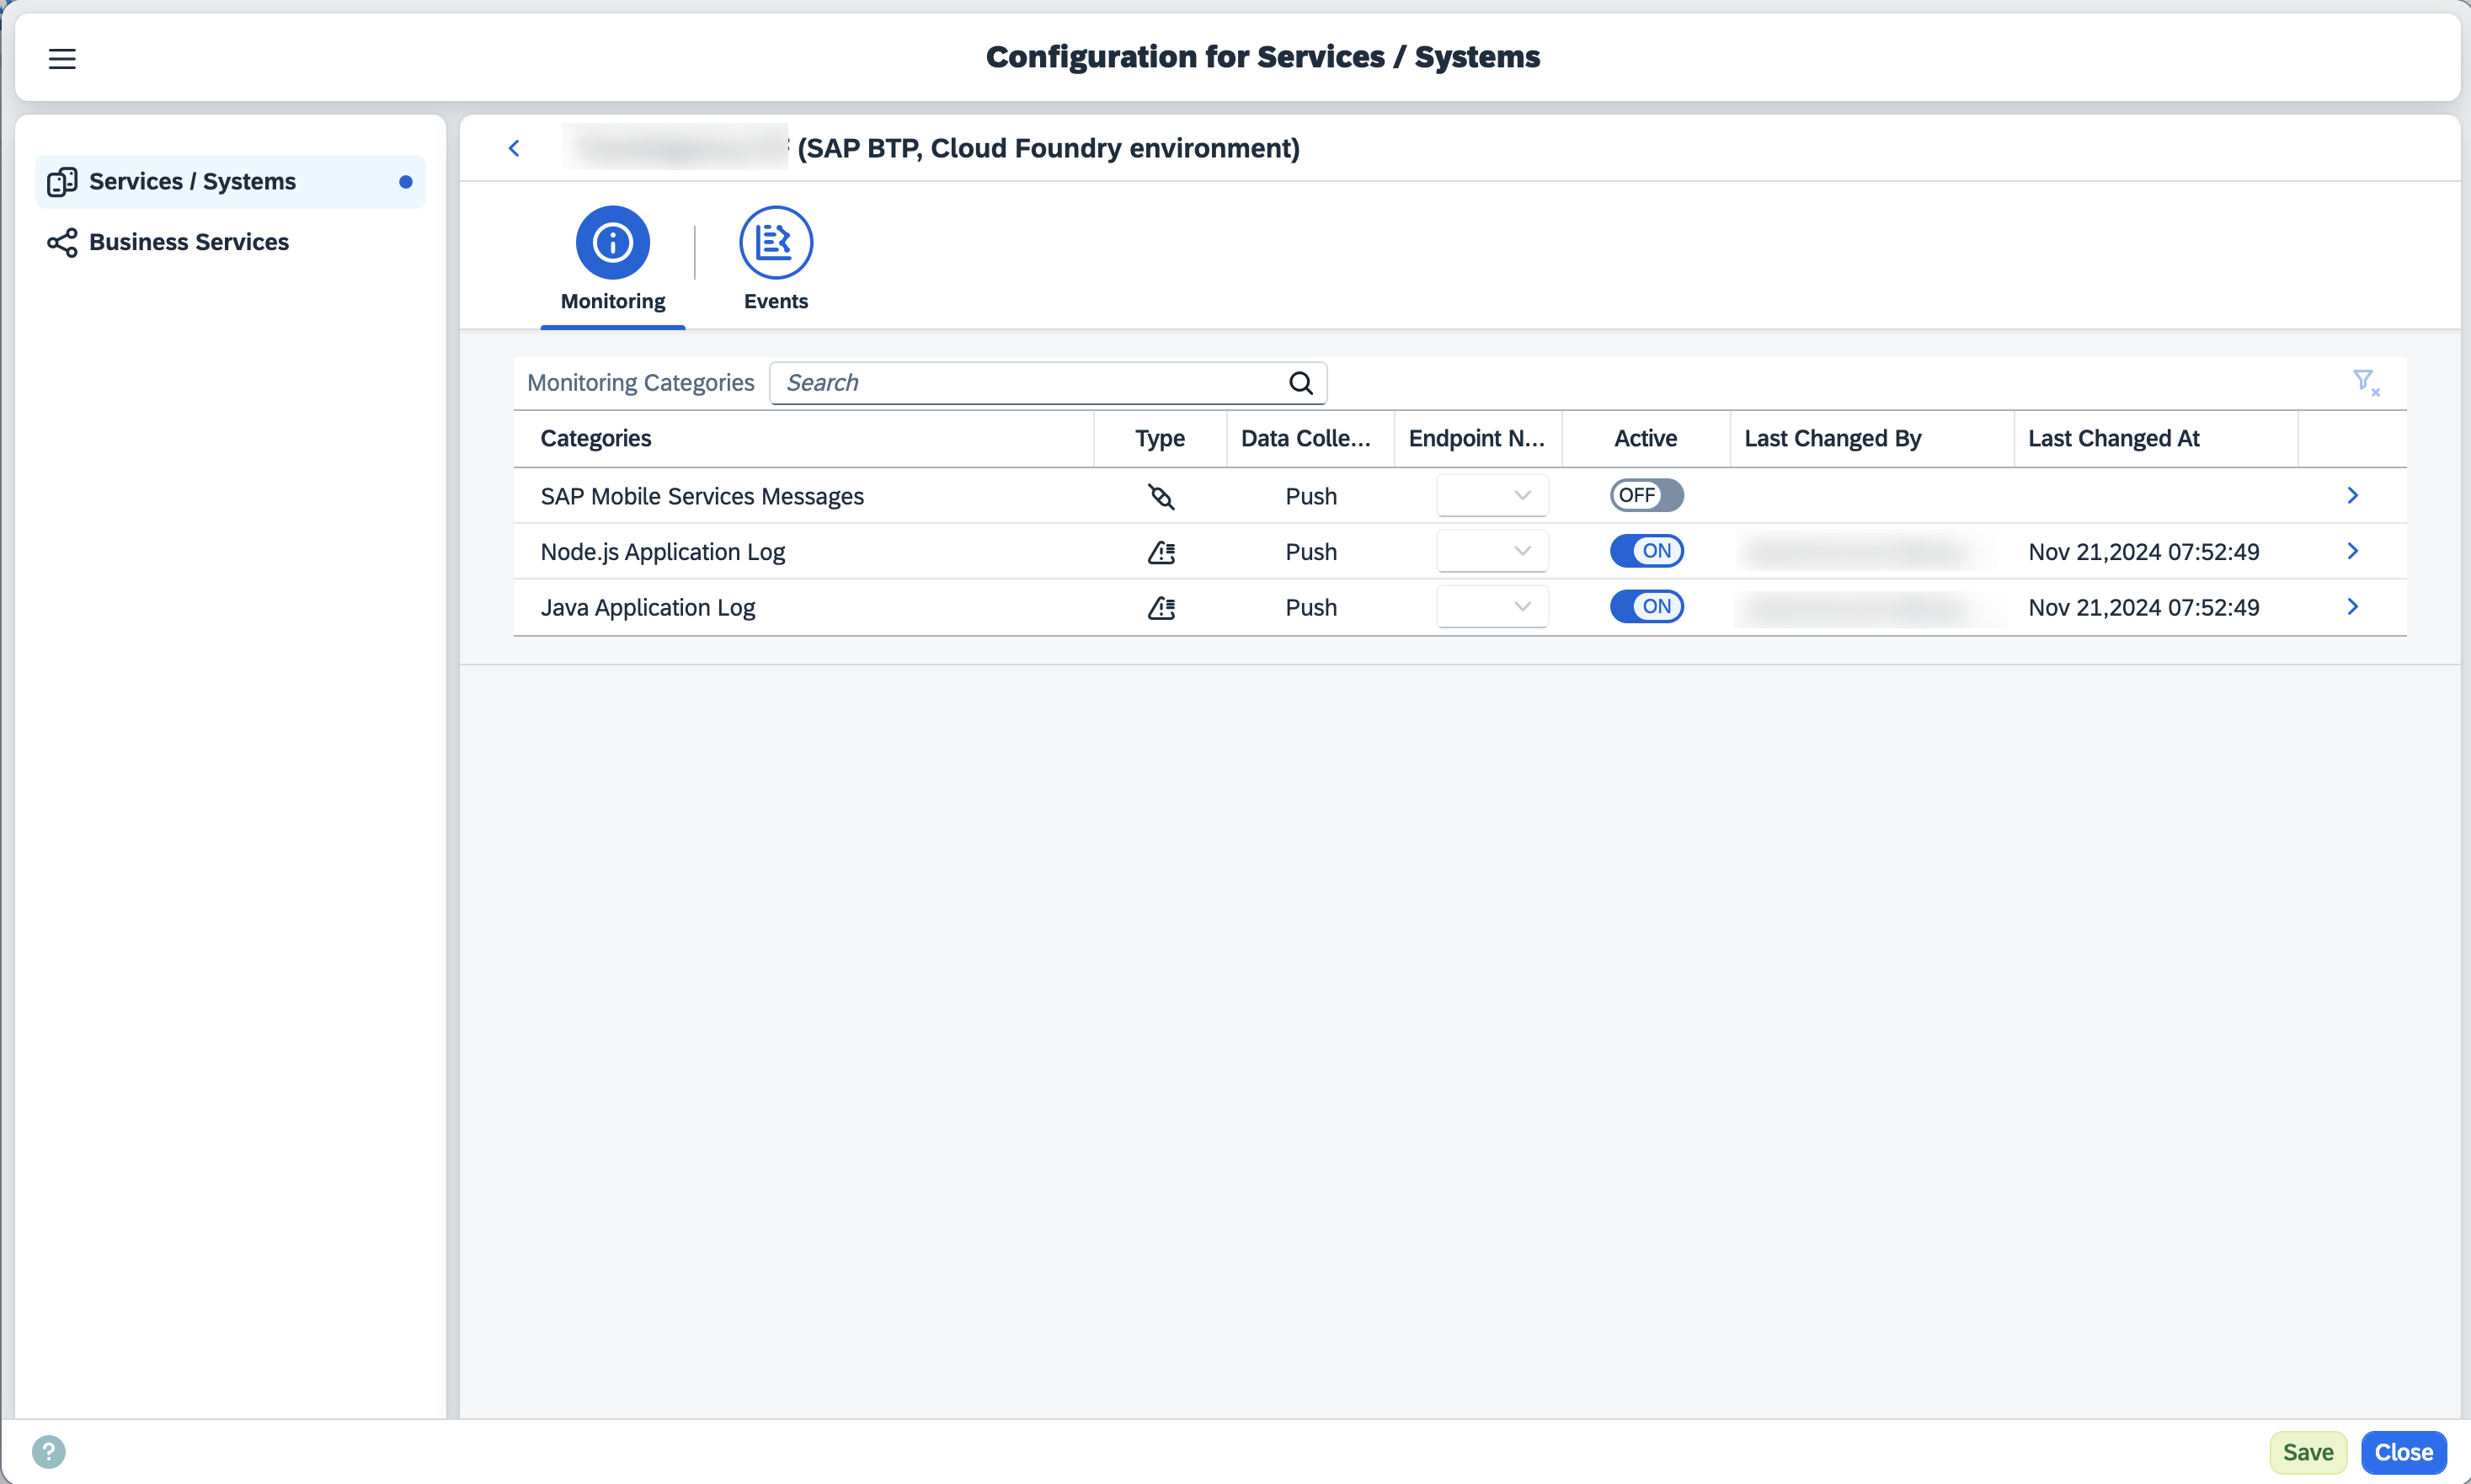 Configuration for Services / Systems
Services / Systems
Business Services
(SAP BTP, Cloud Foundry environment)
Monitoring
Events
Monitoring Categories Search
Categories Type Data Colle... Endpoint N... Active Last Changed By Last Changed At
SAP Mobile Services Messages Push OFF
Node.js Application Log Push ON Nov 21,2024 07:52:49
Java Application Log Push ON Nov 21,2024 07:52:49
?
Save Close